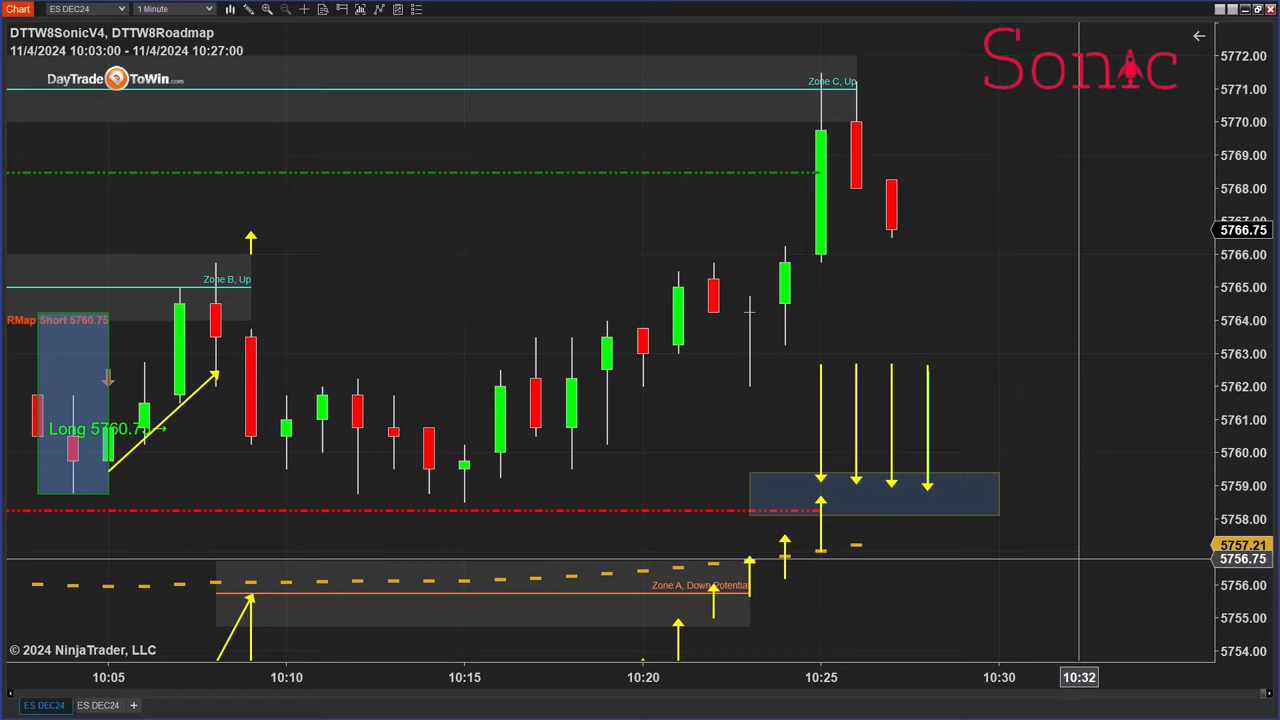 Chart ES DEC24 1 Minute
DTTW8SonicV4, DTTW8Roadmap
11/4/2024 10:03:00 - 11/4/2024 10:27:00
DayTrade ToWin.com
Sonic
Zone C, Up
Zone B, Up
RMap Short 5760.75
Long 5760.75
Zone A, Down Potential
5772.00
5771.00
5770.00
5769.00
5768.00
5767.00
5766.75
5766.00
5765.00
5764.00
5763.00
5762.00
5761.00
5760.00
5759.00
5758.00
5757.21
5756.75
5756.00
5755.00
5754.00
© 2024 NinjaTrader, LLC
10:05 10:10 10:15 10:20 10:25 10:30 10:32
ES DEC24 ES DEC24 +